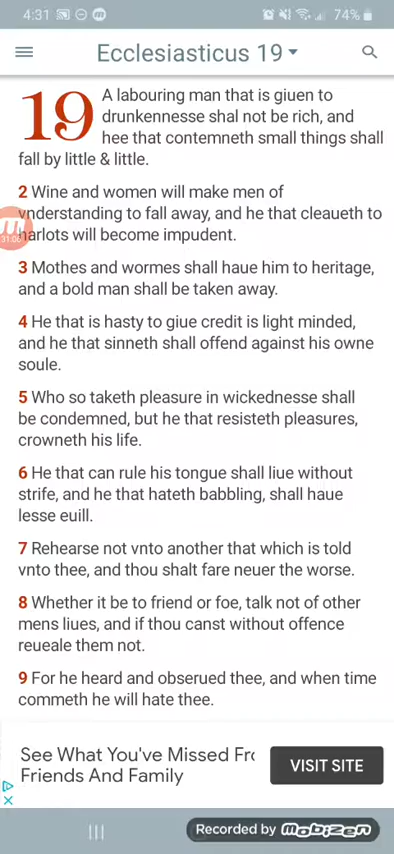 4:31 74%
Ecclesiasticus 19
19 A labouring man that is giuen to
drunkennesse shal not be rich, and
hee that contemneth small things shall
fall by little & little.
2 Wine and women will make men of
vnderstanding to fall away, and he that cleaueth to
harlots will become impudent.
3 Mothes and wormes shall haue him to heritage,
and a bold man shall be taken away.
4 He that is hasty to giue credit is light minded,
and he that sinneth shall offend against his owne
soule.
5 Who so taketh pleasure in wickednesse shall
be condemned, but he that resisteth pleasures,
crowneth his life.
6 He that can rule his tongue shall liue without
strife, and he that hateth babbling, shall haue
lesse euill.
7 Rehearse not vnto another that which is told
vnto thee, and thou shalt fare neuer the worse.
8 Whether it be to friend or foe, talk not of other
mens liues, and if thou canst without offence
reueale them not.
9 For he heard and obserued thee, and when time
commeth he will hate thee.
See What You've Missed Fr
Friends And Family
VISIT SITE
Recorded by mobizen